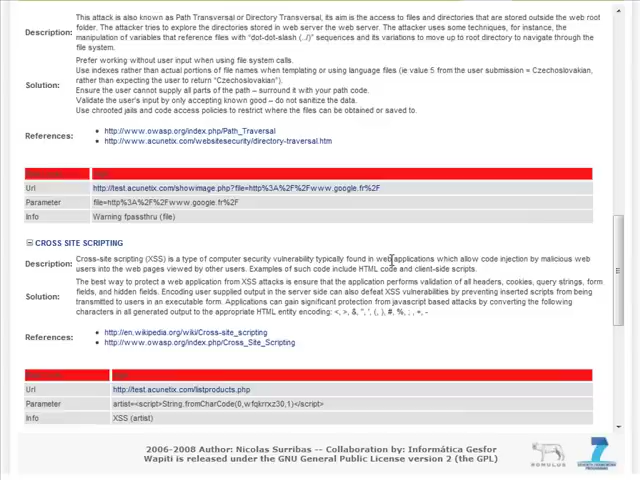 This attack is also known as Path Transversal or Directory Transversal, its aim is the access to files and directories that are stored outside the web root
Description: folder. The attacker tries to explore the directories stored in web server the web server. The attacker uses some techniques, for instance, the
manipulation of variables that reference files with "dot-dot-slash (../)" sequences and its variations to move up to root directory to navigate through the
file system.
Prefer working without user input when using file system calls.
Use indexes rather than actual portions of file names when templating or using language files (ie value 5 from the user submission = Czechoslovakian,
rather than expecting the user to return "Czechoslovakian").
Solution:
Ensure the user cannot supply all parts of the path – surround it with your path code.
Validate the user's input by only accepting known good – do not sanitize the data.
Use chrooted jails and code access policies to restrict where the files can be obtained or saved to.
References:
• http://www.owasp.org/index.php/Path_Traversal
• http://www.acunetix.com/websitesecurity/directory-traversal.htm
Url http://test.acunetix.com/showimage.php?file=http%3A%2F%2Fwww.google.fr%2F
Parameter file=http%3A%2F%2Fwww.google.fr%2F
Info Warning fpassthru (file)
CROSS SITE SCRIPTING
Description: Cross-site scripting (XSS) is a type of computer security vulnerability typically found in web applications which allow code injection by malicious web
users into the web pages viewed by other users. Examples of such code include HTML code and client-side scripts.
The best way to protect a web application from XSS attacks is ensure that the application performs validation of all headers, cookies, query strings, form
Solution: fields, and hidden fields. Encoding user supplied output in the server side can also defeat XSS vulnerabilities by preventing inserted scripts from being
transmitted to users in an executable form. Applications can gain significant protection from javascript based attacks by converting the following
characters in all generated output to the appropriate HTML entity encoding: <, >, &, ", ', (, ), #, %, ; , +, -
References:
• http://en.wikipedia.org/wiki/Cross-site_scripting
• http://www.owasp.org/index.php/Cross_Site_Scripting
Url http://test.acunetix.com/listproducts.php
Parameter artist=<script>String.fromCharCode(0,wfqkrrxz30,1)</script>
Info XSS (artist)
2006-2008 Author: Nicolas Surribas -- Collaboration by: Informática Gesfor
Wapiti is released under the GNU General Public License version 2 (the GPL)
ROMULUS
7
SEVENTH FRAMEWORK
PROGRAMME